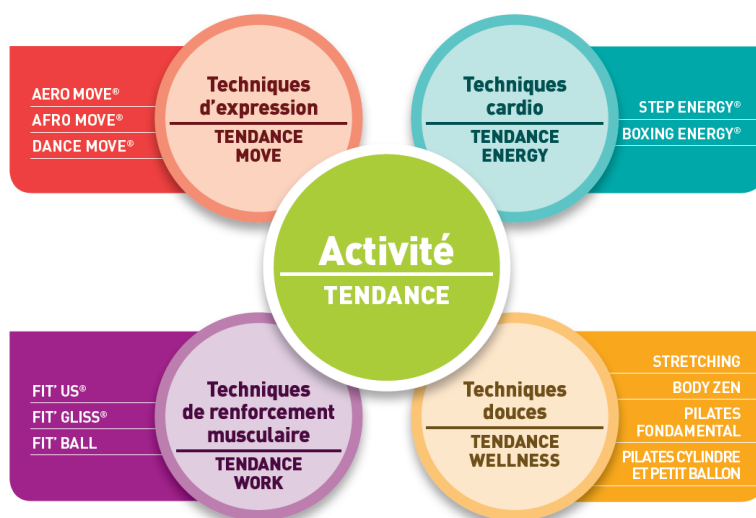 AERO MOVE®
AFRO MOVE®
DANCE MOVE®
Techniques
d'expression
TENDANCE
MOVE
Techniques
cardio
TENDANCE
ENERGY
STEP ENERGY®
BOXING ENERGY®
Activité
TENDANCE
FIT' US®
FIT' GLISS®
FIT' BALL
Techniques
de renforcement
musculaire
TENDANCE
WORK
Techniques
douces
TENDANCE
WELLNESS
STRETCHING
BODY ZEN
PILATES
FONDAMENTAL
PILATES CYLINDRE
ET PETIT BALLON